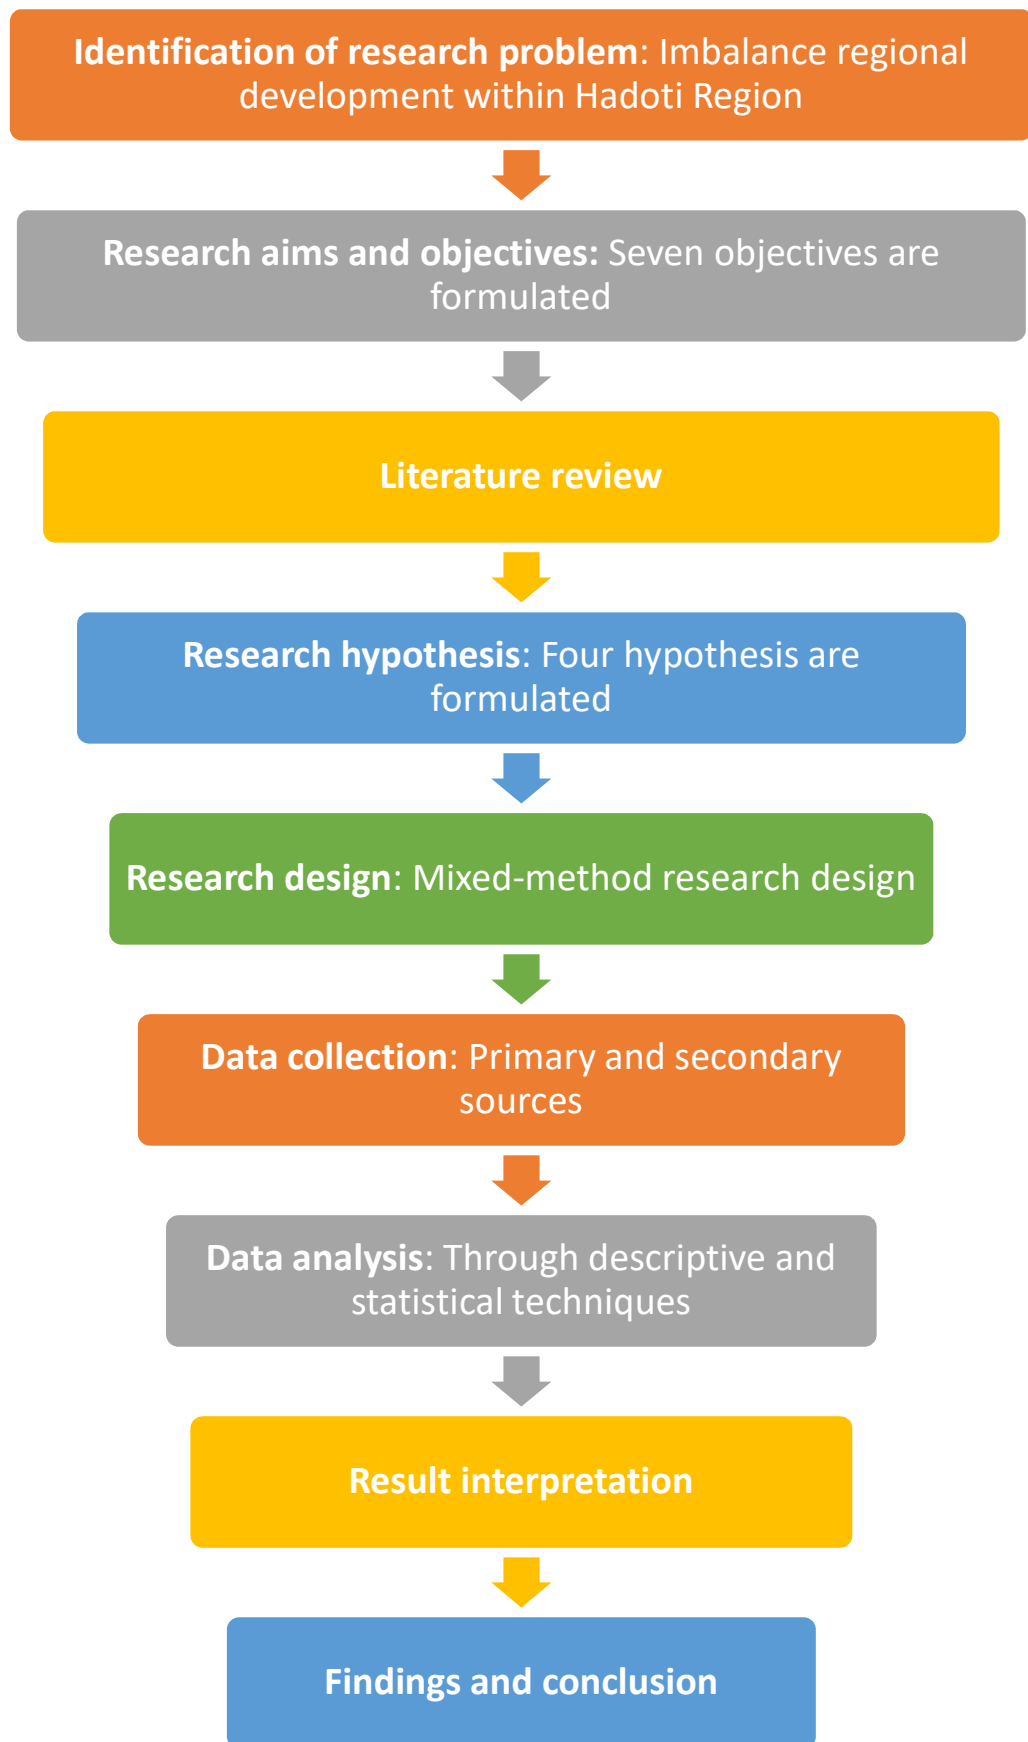 Identification of research problem: Imbalance regional
development within Hadoti Region
Research aims and objectives: Seven objectives are
formulated
Literature review
Research hypothesis: Four hypothesis are
formulated
Research design: Mixed-method research design
Data collection: Primary and secondary
sources
Data analysis: Through descriptive and
statistical techniques
Result interpretation
Findings and conclusion